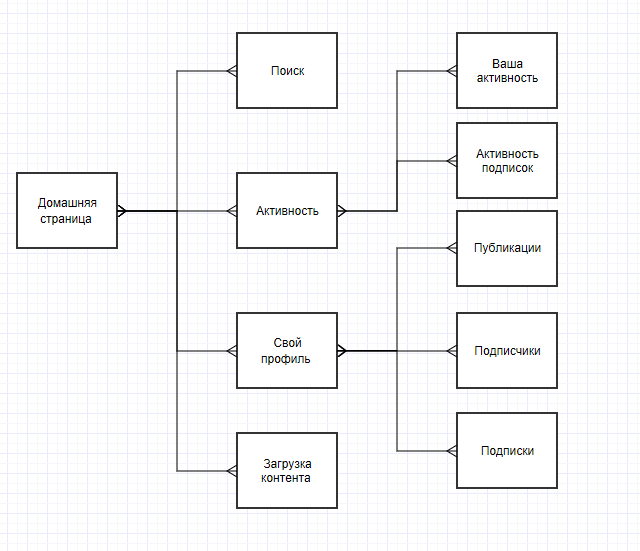 Домашняя
страница
Поиск
Активность
Свой
профиль
Загрузка
контента
Ваша
активность
Активность
подписок
Публикации
Подписчики
Подписки